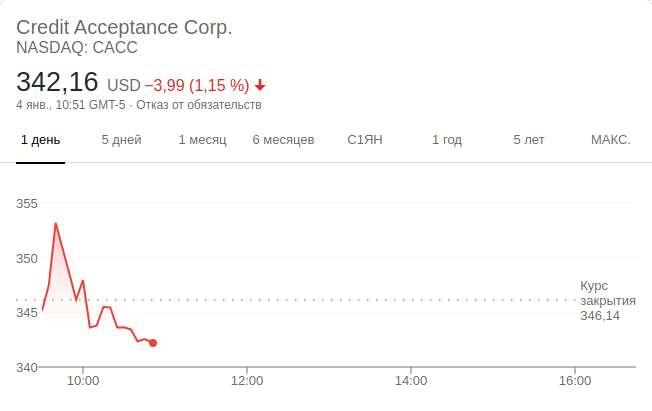 Credit Acceptance Corp.
NASDAQ: CACC
342,16 USD −3,99 (1,15 %)
4 янв., 10:51 GMT-5 · Отказ от обязательств
1 день 5 дней 1 месяц 6 месяцев С1ЯН 1 год 5 лет МАКС.
355
350
345
340
Курс
закрытия
346,14
10:00 12:00 14:00 16:00